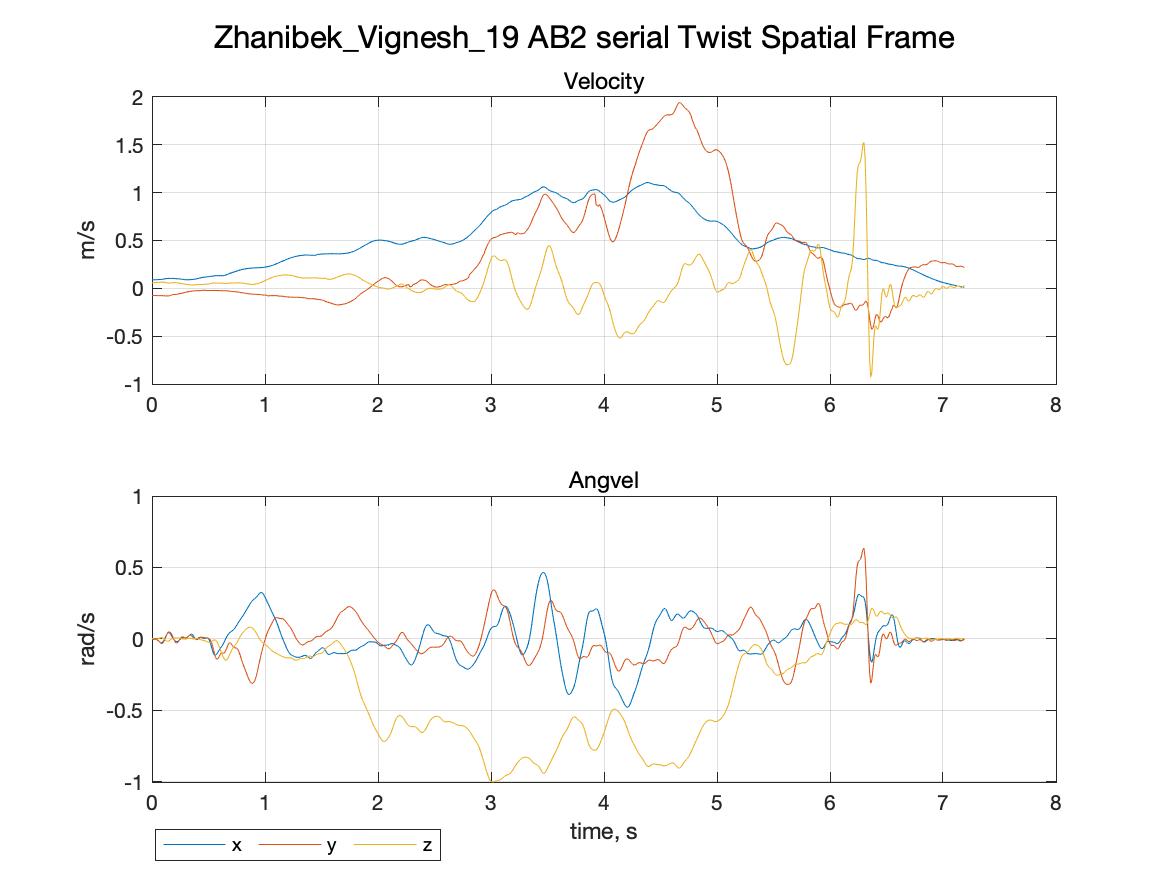 Zhanibek_Vignesh_19 AB2 serial Twist Spatial Frame
Velocity
2
1.5
1
0.5
0
-0.5
-1
m/s
0 1 2 3 4 5 6 7 8
Angvel
1
0.5
0
-0.5
-1
rad/s
0 1 2 3 4 5 6 7 8
time, s
x y z